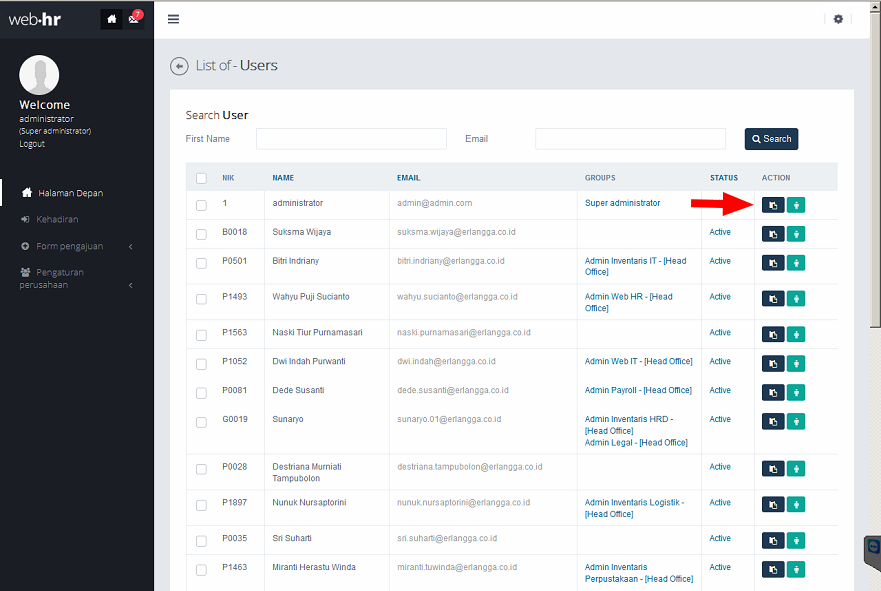 web·hr
7
Welcome
administrator
(Super administrator)
Logout
Halaman Depan
Kehadiran
Form pengajuan
Pengaturan
perusahaan
List of - Users
Search User
First Name
Email
Search
NIK NAME EMAIL GROUPS STATUS ACTION
1 administrator admin@admin.com Super administrator
B0018 Suksma Wijaya suksma.wijaya@erlangga.co.id Active
P0501 Bitri Indriany bitri.indriany@erlangga.co.id Admin Inventaris IT - [Head Active
Office]
P1493 Wahyu Puji Sucianto wahyu.sucianto@erlangga.co.id Admin Web HR - [Head Active
Office]
P1563 Naski Tiur Purnamasari naski.purnamasari@erlangga.co.id Active
P1052 Dwi Indah Purwanti dwi.indah@erlangga.co.id Admin Web IT - [Head Office] Active
P0081 Dede Susanti dede.susanti@erlangga.co.id Admin Payroll - [Head Office] Active
G0019 Sunaryo sunaryo.01@erlangga.co.id Admin Inventaris HRD - Active
[Head Office]
Admin Legal - [Head Office]
P0028 Destriana Murniati destriana.tampubolon@erlangga.co.id Active
Tampubolon
P1897 Nunuk Nursaptorini nunuk.nursaptorini@erlangga.co.id Admin Inventaris Logistik - Active
[Head Office]
P0035 Sri Suharti sri.suharti@erlangga.co.id Active
P1463 Miranti Herastu Winda miranti.tuwinda@erlangga.co.id Admin Inventaris Active
Perpustakaan - [Head Office]